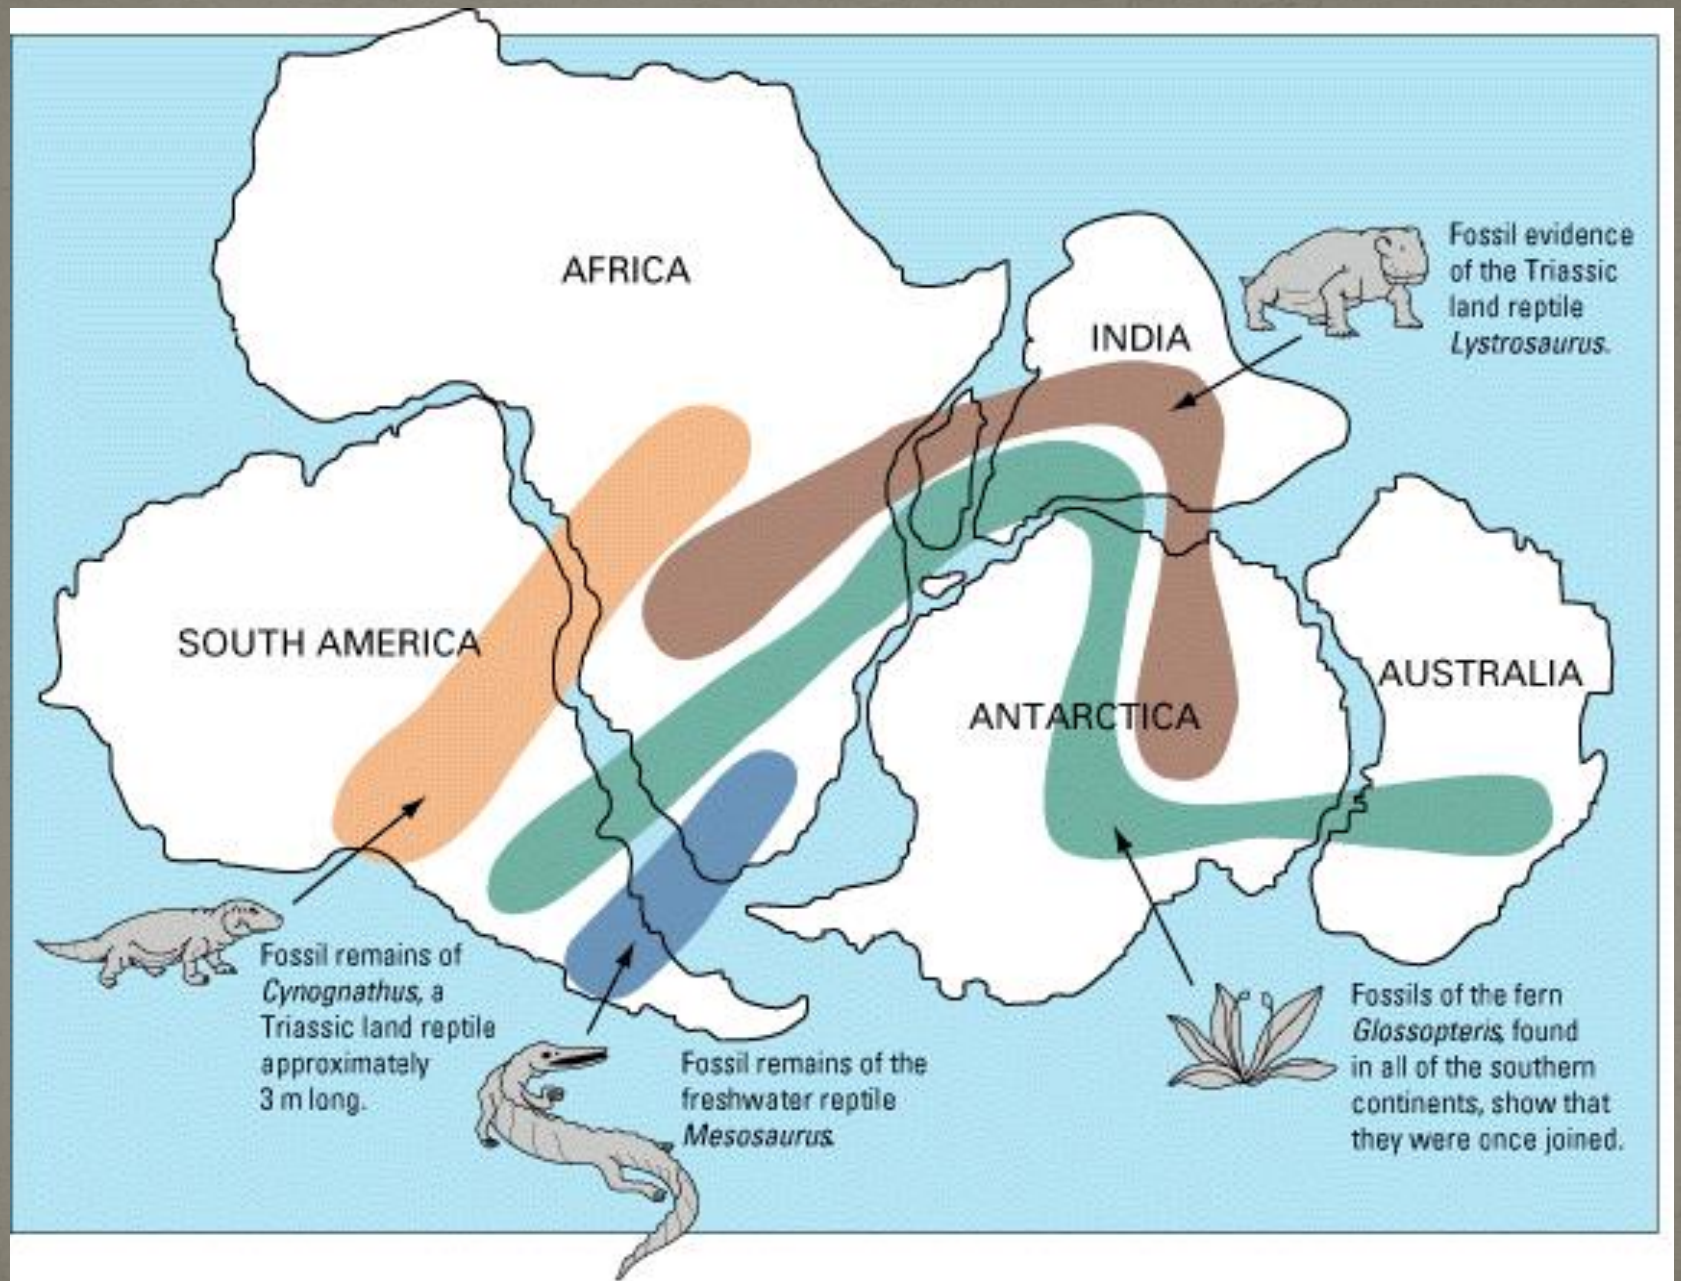 AFRICA
INDIA
Fossil evidence
of the Triassic
land reptile
Lystrosaurus.
SOUTH AMERICA
AUSTRALIA
ANTARCTICA
Fossil remains of
Cynognathus, a
Triassic land reptile
approximately
3 m long.
Fossil remains of the
freshwater reptile
Mesosaurus.
Fossils of the fern
Glossopteris, found
in all of the southern
continents, show that
they were once joined.